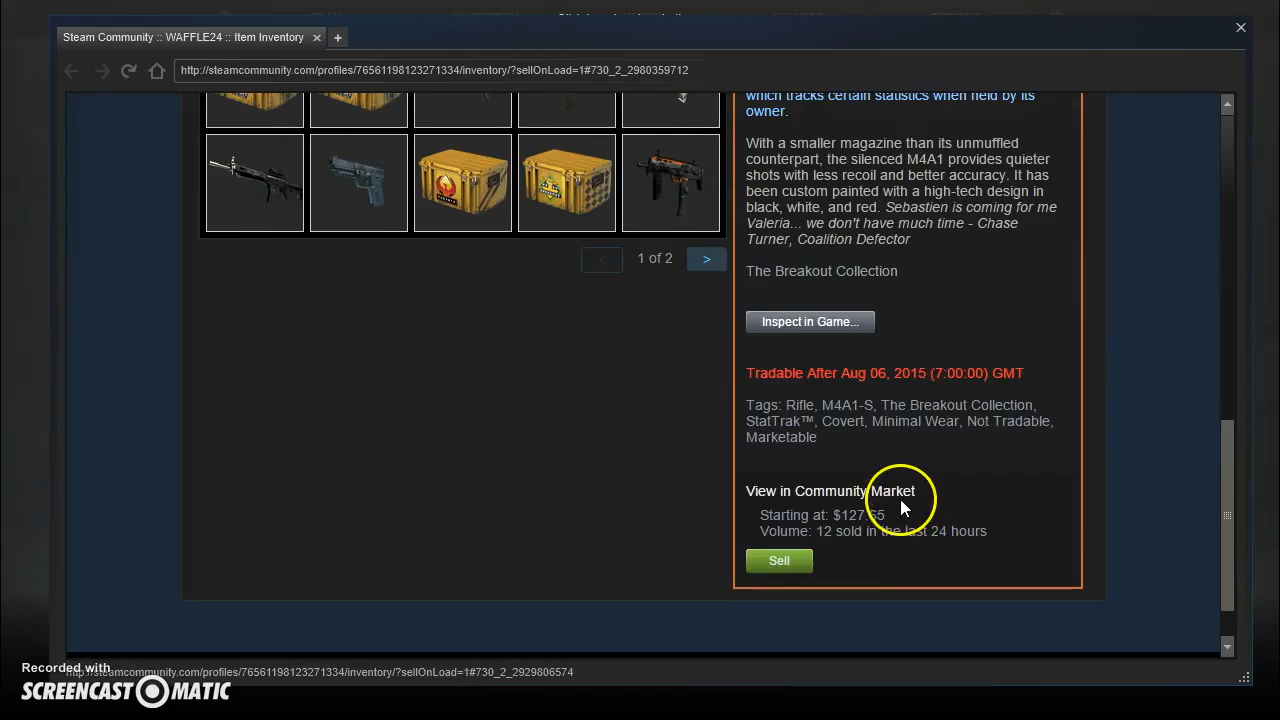 Steam Community :: WAFFLE24 :: Item Inventory
http://steamcommunity.com/profiles/76561198123271334/inventory/?sellOnLoad=1#730_2_2980359712
which tracks certain statistics when held by its
owner.
With a smaller magazine than its unmuffled
counterpart, the silenced M4A1 provides quieter
shots with less recoil and better accuracy. It has
been custom painted with a high-tech design in
black, white, and red. Sebastien is coming for me
Valeria... we don't have much time - Chase
Turner, Coalition Defector
< 1 of 2 >
The Breakout Collection
Inspect in Game...
Tradable After Aug 06, 2015 (7:00:00) GMT
Tags: Rifle, M4A1-S, The Breakout Collection,
StatTrak™, Covert, Minimal Wear, Not Tradable,
Marketable
View in Community Market
Starting at: $127.65
Volume: 12 sold in the last 24 hours
Sell
Recorded with
http://steamcommunity.com/profiles/76561198123271334/inventory/?sellOnLoad=1#730_2_2929806574
SCREENCAST MATIC